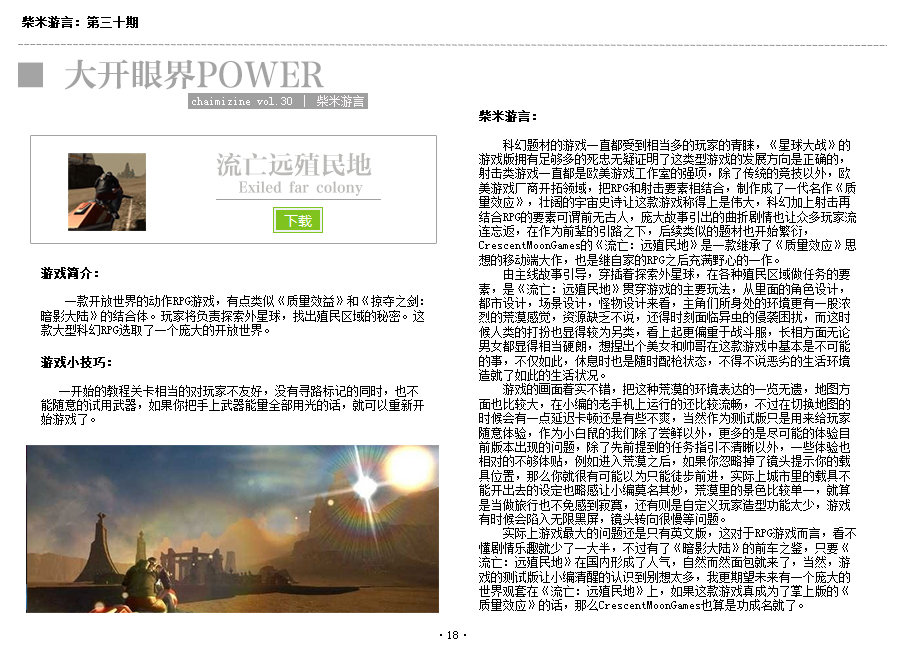 柴米游言：第三十期
大开眼界POWER
chaimizine vol.30 | 柴米游言
流亡远殖民地
Exiled far colony
下载
游戏简介：
一款开放世界的动作RPG游戏，有点类似《质量效益》和《掠夺之剑：
暗影大陆》的结合体。玩家将负责探索外星球，找出殖民区域的秘密。这
款大型科幻RPG选取了一个庞大的开放世界。
游戏小技巧：
一开始的教程关卡相当的对玩家不友好，没有寻路标记的同时，也不
能随意的试用武器，如果你把手上武器能量全部用光的话，就可以重新开
始游戏了。
柴米游言：
科幻题材的游戏一直都受到相当多的玩家的青睐，《星球大战》的
游戏版拥有足够多的死忠无疑证明了这类型游戏的发展方向是正确的，
射击类游戏一直都是欧美游戏工作室的强项，除了传统的竞技以外，欧
美游戏厂商开拓领域，把RPG和射击要素相结合，制作成了一代名作《质
量效应》，壮阔的宇宙史诗让这款游戏称得上是伟大，科幻加上射击再
结合RPG的要素可谓前无古人，庞大故事引出的曲折剧情也让众多玩家流
连忘返，在作为前辈的引路之下，后续类似的题材也开始繁衍，
CrescentMoonGames的《流亡：远殖民地》是一款继承了《质量效应》思
想的移动端大作，也是继自家的RPG之后充满野心的一作。
由主线故事引导，穿插着探索外星球，在各种殖民区域做任务的要
素，是《流亡：远殖民地》贯穿游戏的主要玩法，从里面的角色设计，
都市设计，场景设计，怪物设计来看，主角们所身处的环境更有一般浓
烈的荒漠感觉，资源缺乏不说，还得时刻面临异虫的侵袭困扰，而这时
候人类的打扮也显得较为另类，看上起更偏重于战斗服，长相方面无论
男女都显得相当硬朗，想捏出个美女和帅哥在这款游戏中基本是不可能
的事，不仅如此，休息时也是随时配枪状态，不得不说恶劣的生活环境
造就了如此的生活状况。
游戏的画面着实不错，把这种荒漠的环境表达的一览无遗，地图方
面也比较大，在小编的老手机上运行的还比较流畅，不过在切换地图的
时候会有一点延迟卡顿还是有些不爽，当然作为测试版只是用来给玩家
随意体验，作为小白鼠的我们除了尝鲜以外，更多的是尽可能的体验目
前版本出现的问题，除了先前提到的任务指引不清晰以外，一些体验也
相对的不够体贴，例如进入荒漠之后，如果你忽略掉了镜头提示你的载
具位置，那么你就很有可能以为只能徒步前进，实际上城市里的载具不
能开出去的设定也略感让小编莫名其妙，荒漠里的景色比较单一，就算
是当做旅行也不免感到寂寞，还有则是自定义玩家造型功能太少，游戏
有时候会陷入无限黑屏，镜头转向很慢等问题。
实际上游戏最大的问题还是只有英文版，这对于RPG游戏而言，看不
懂剧情乐趣就少了一大半，不过有了《暗影大陆》的前车之鉴，只要《
流亡：远殖民地》在国内形成了人气，自然而然面包就来了，当然，游
戏的测试版让小编清醒的认识到别想太多，我更期望未来有一个庞大的
世界观套在《流亡：远殖民地》上，如果这款游戏真成为了掌上版的《
质量效应》的话，那么CrescentMoonGames也算是功成名就了。
· 18 ·